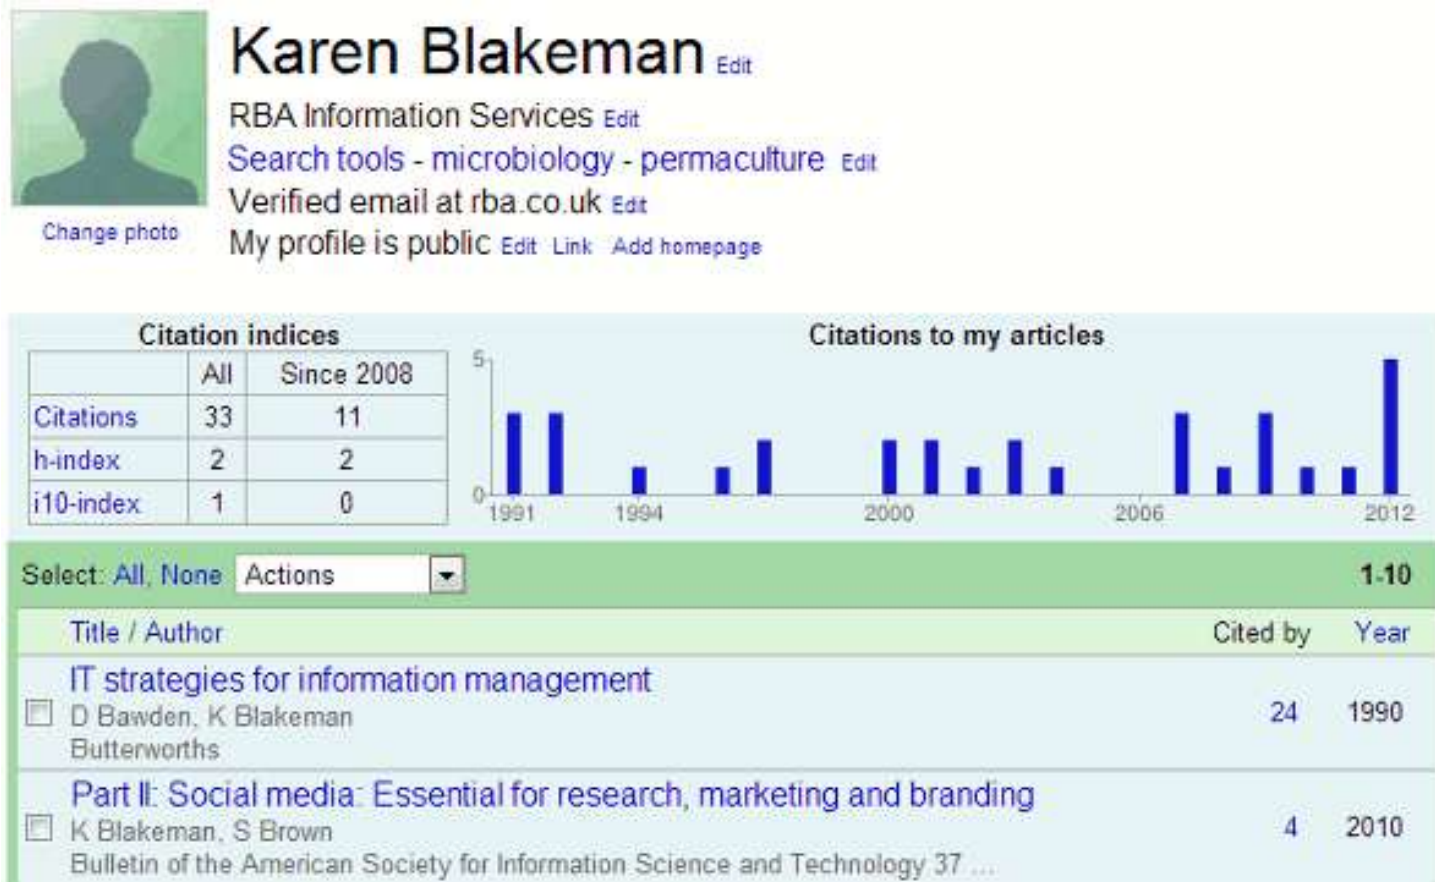 Karen Blakeman Edit
RBA Information Services Edit
Search tools - microbiology - permaculture Edit
Verified email at rba.co.uk Edit
Change photo
My profile is public Edit Link Add homepage
Citation indices
All Since 2008
Citations 33 11
h-index 2 2
i10-index 1 0
Citations to my articles
5
0
1991 1994 2000 2006 2012
Select: All, None Actions 1-10
Title / Author Cited by Year
IT strategies for information management
D Bawden, K Blakeman 24 1990
Butterworths
Part II: Social media: Essential for research, marketing and branding
K Blakeman, S Brown 4 2010
Bulletin of the American Society for Information Science and Technology 37 ...